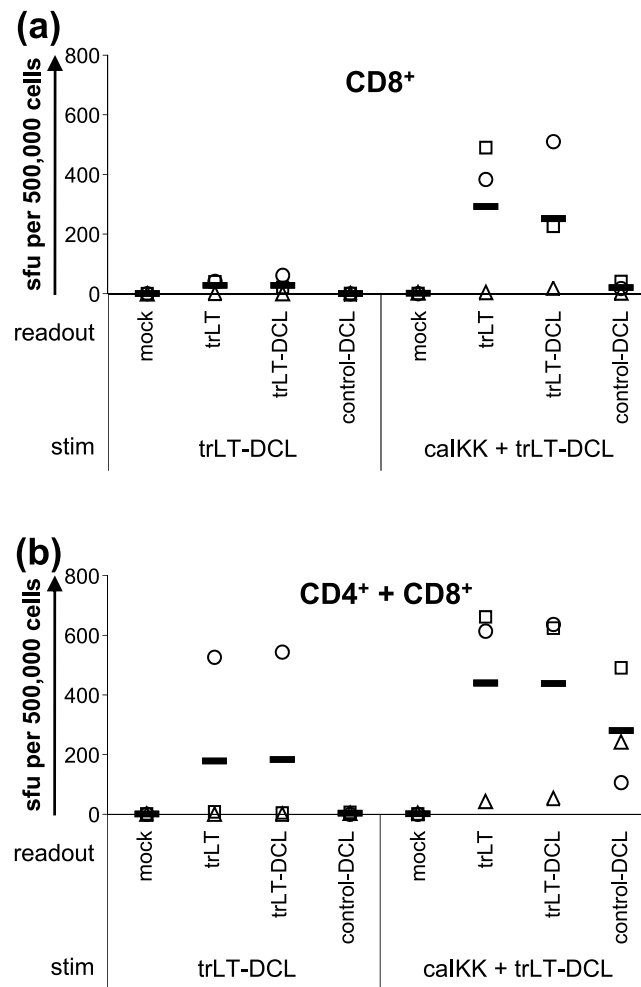 (a)
sfu per 500,000 cells
CD8⁺
800
600
400
200
0
readout
mock
trLT
trLT-DCL
control-DCL
mock
trLT
trLT-DCL
control-DCL
stim
trLT-DCL
calKK + trLT-DCL
(b)
sfu per 500,000 cells
CD4⁺ + CD8⁺
800
600
400
200
0
readout
mock
trLT
trLT-DCL
control-DCL
mock
trLT
trLT-DCL
control-DCL
stim
trLT-DCL
calKK + trLT-DCL